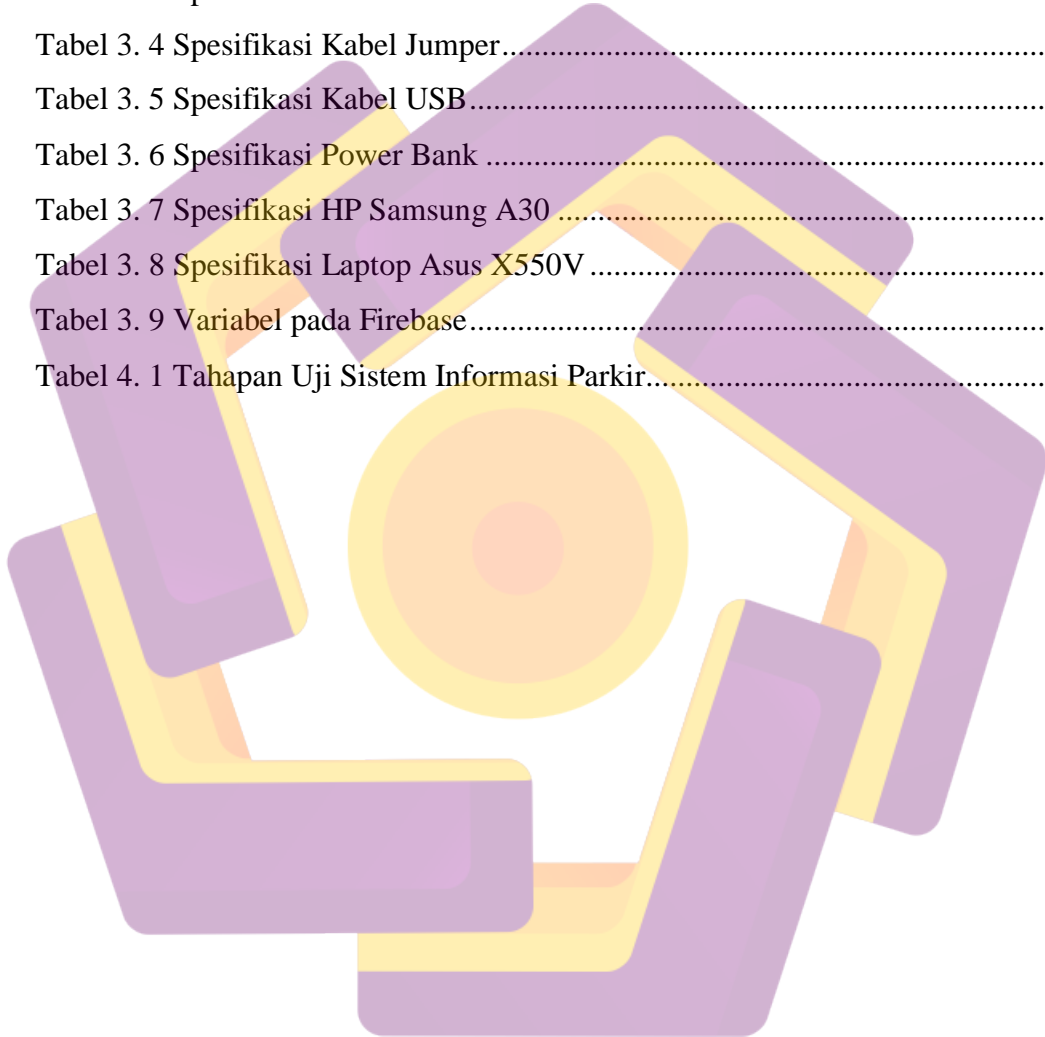 Tabel 3. 4 Spesifikasi Kabel Jumper...........................................................................
Tabel 3. 5 Spesifikasi Kabel USB...............................................................................
Tabel 3. 6 Spesifikasi Power Bank .............................................................................
Tabel 3. 7 Spesifikasi HP Samsung A30 ....................................................................
Tabel 3. 8 Spesifikasi Laptop Asus X550V ................................................................
Tabel 3. 9 Variabel pada Firebase...............................................................................
Tabel 4. 1 Tahapan Uji Sistem Informasi Parkir.......................................................